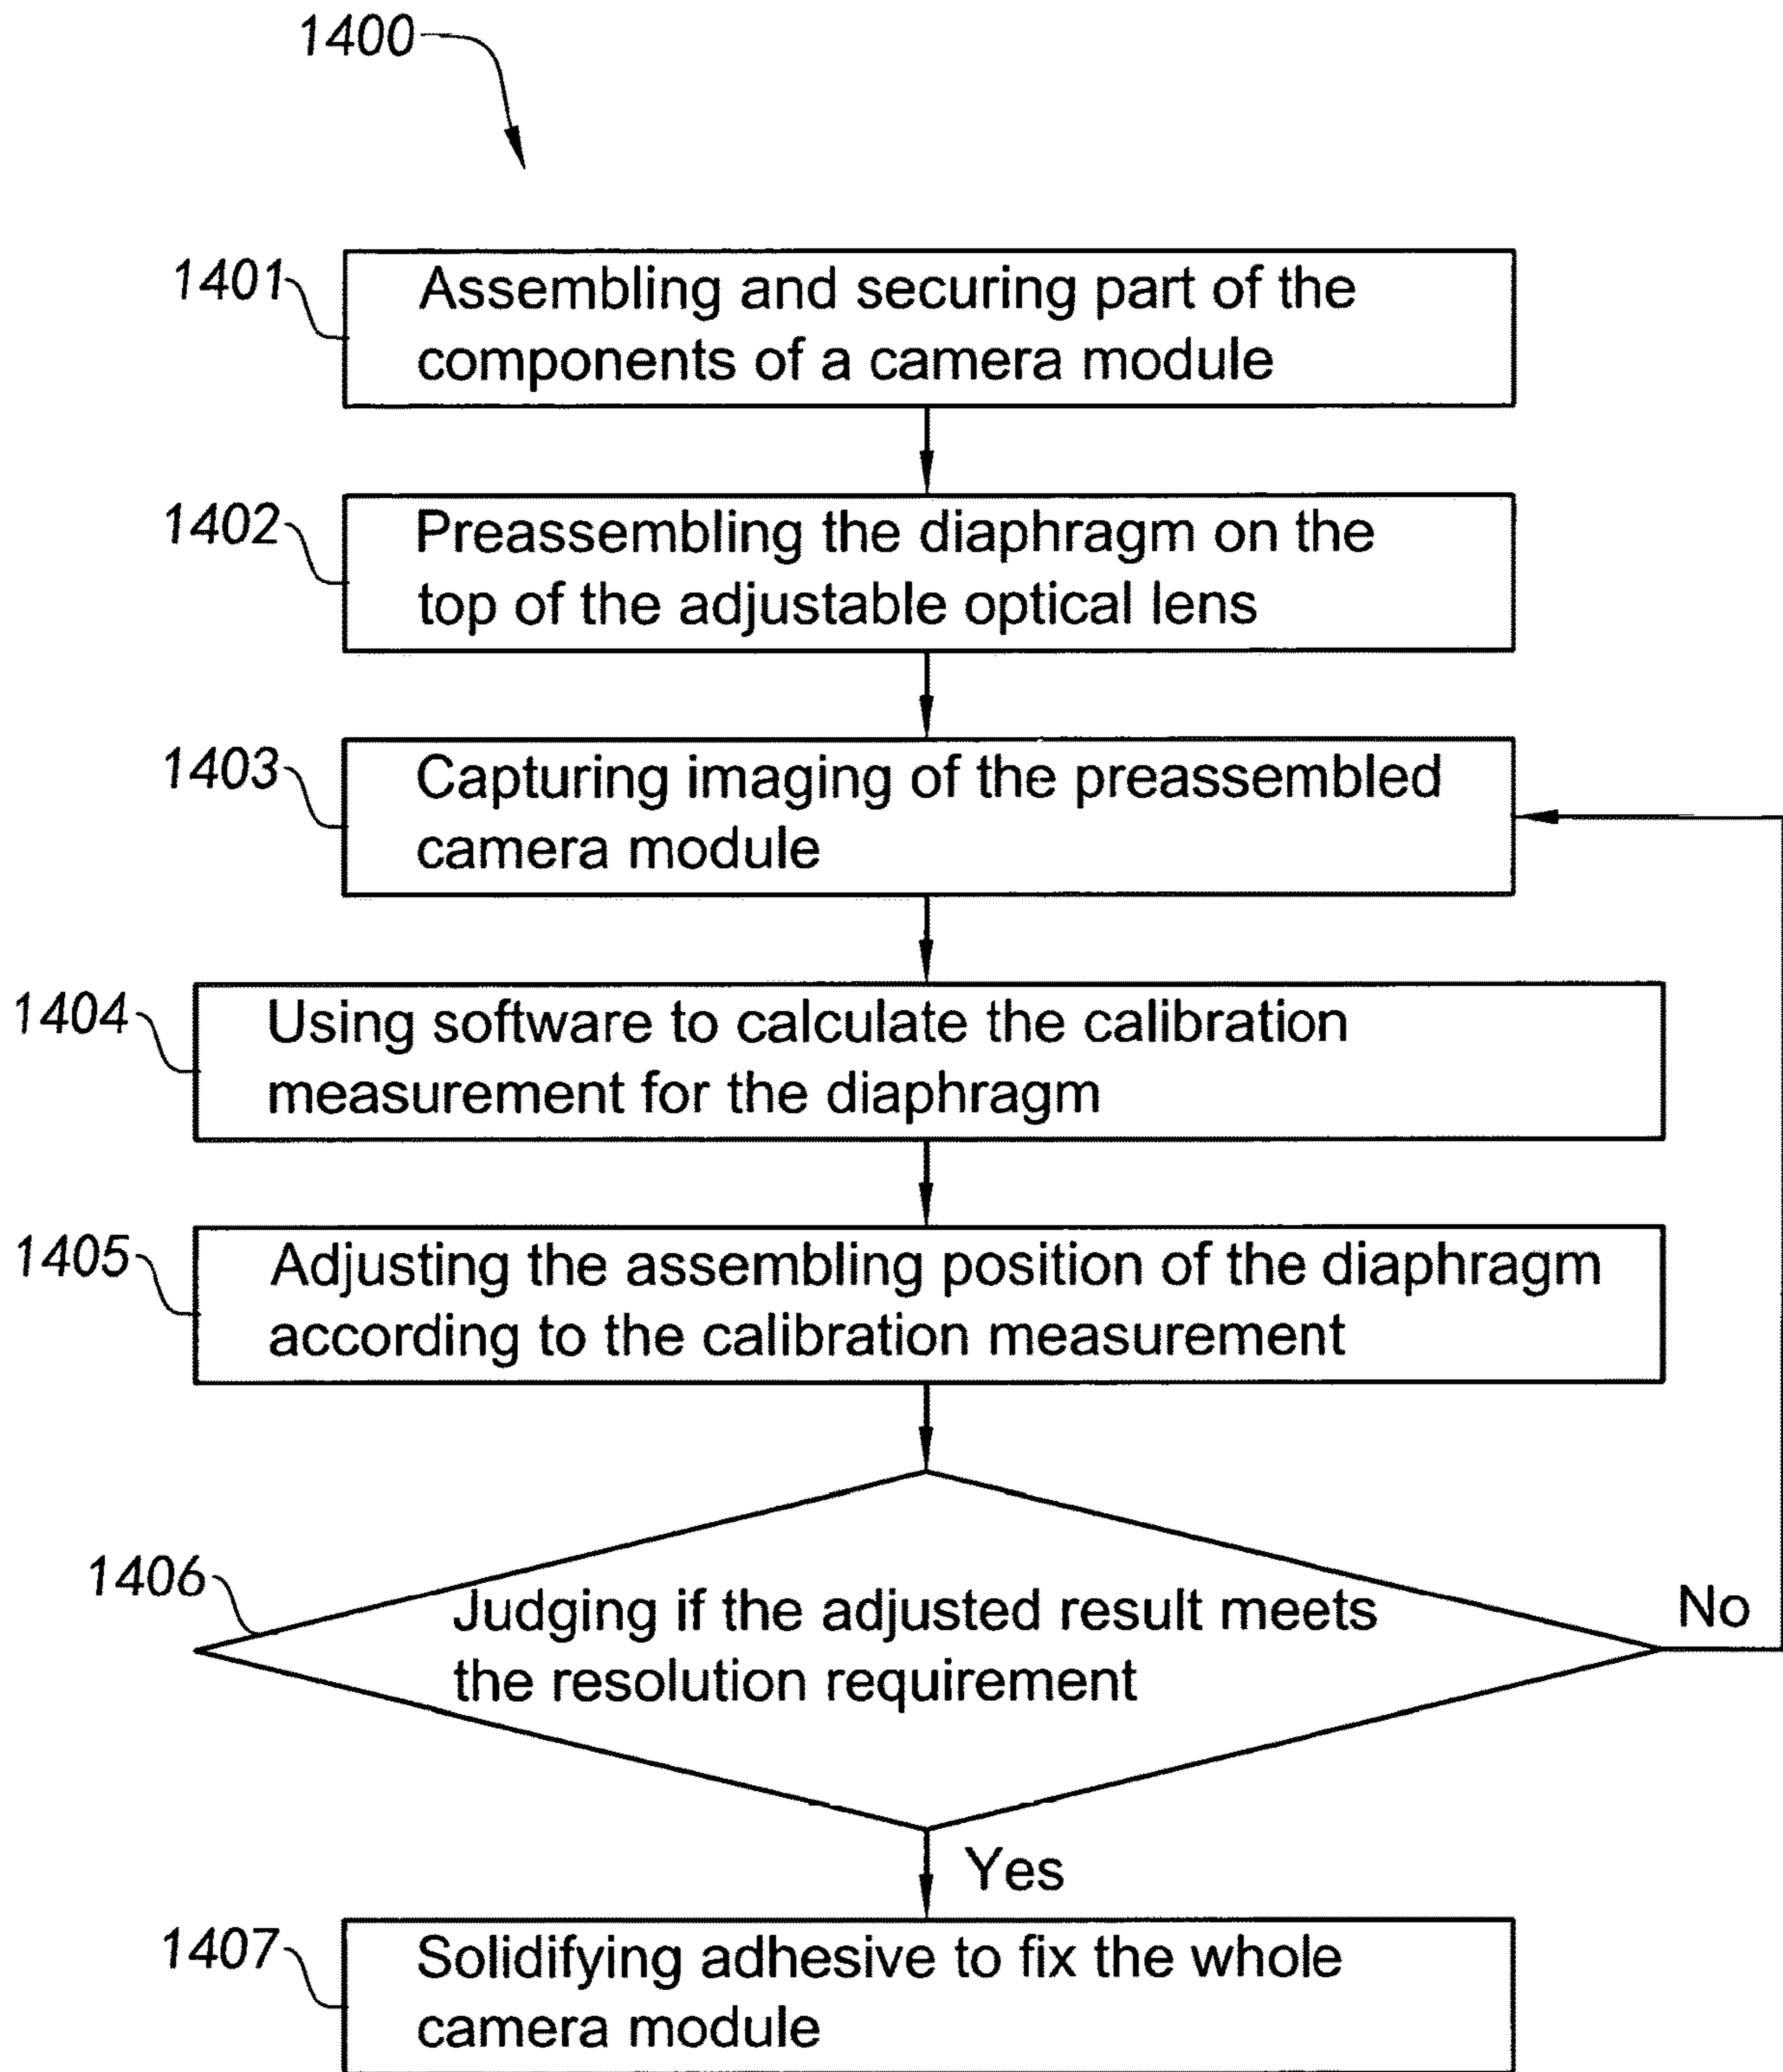 1400
1401
Assembling and securing part of the
components of a camera module
1402
Preassembling the diaphragm on the
top of the adjustable optical lens
1403
Capturing imaging of the preassembled
camera module
1404
Using software to calculate the calibration
measurement for the diaphragm
1405
Adjusting the assembling position of the diaphragm
according to the calibration measurement
1406
Judging if the adjusted result meets
the resolution requirement
No
Yes
1407
Solidifying adhesive to fix the whole
camera module